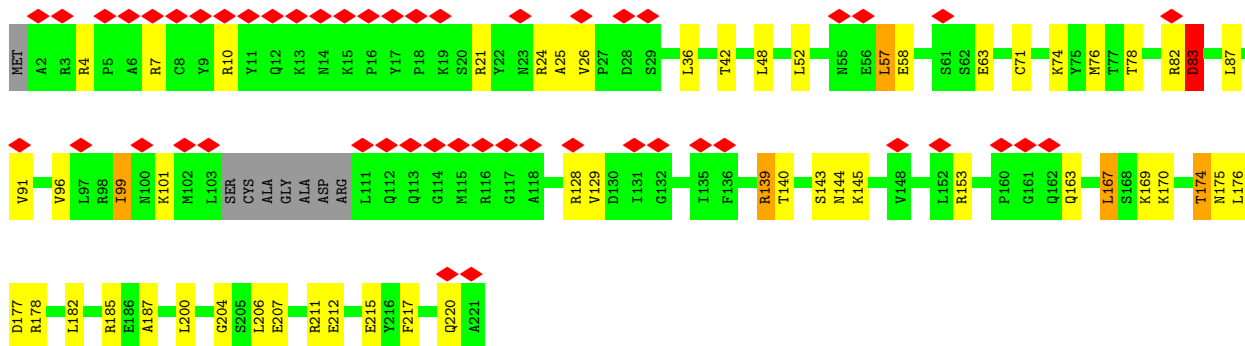 MET A2 R3 R4 P5 A6 R7 C8 Y9 R10 Y11 Q12 K13 N14 K15 P16 Y17 P18 K19 S20 R21 Y22 N23 R24 A25 V26 P27 D28 S29 L36 T42 L48 L52 N55 E56 L57 E58 S61 S62 E63 C71 K74 Y75 M76 T77 T78 R82 D83 L87
V91 V96 L97 R98 I99 N100 K101 M102 L103 SER CYS ALA GLY ALA ASP ARG L111 Q112 Q113 G114 M115 R116 G117 A118 R128 V129 D130 I131 G132 I135 F136 R139 T140 S143 N144 K145 V148 L152 R153 P160 G161 Q162 Q163 L167 S168 K169 K170 T174 N175 L176
D177 R178 L182 R185 E186 A187 L200 G204 S205 L206 E207 R211 E212 E215 Y216 F217 Q220 A221